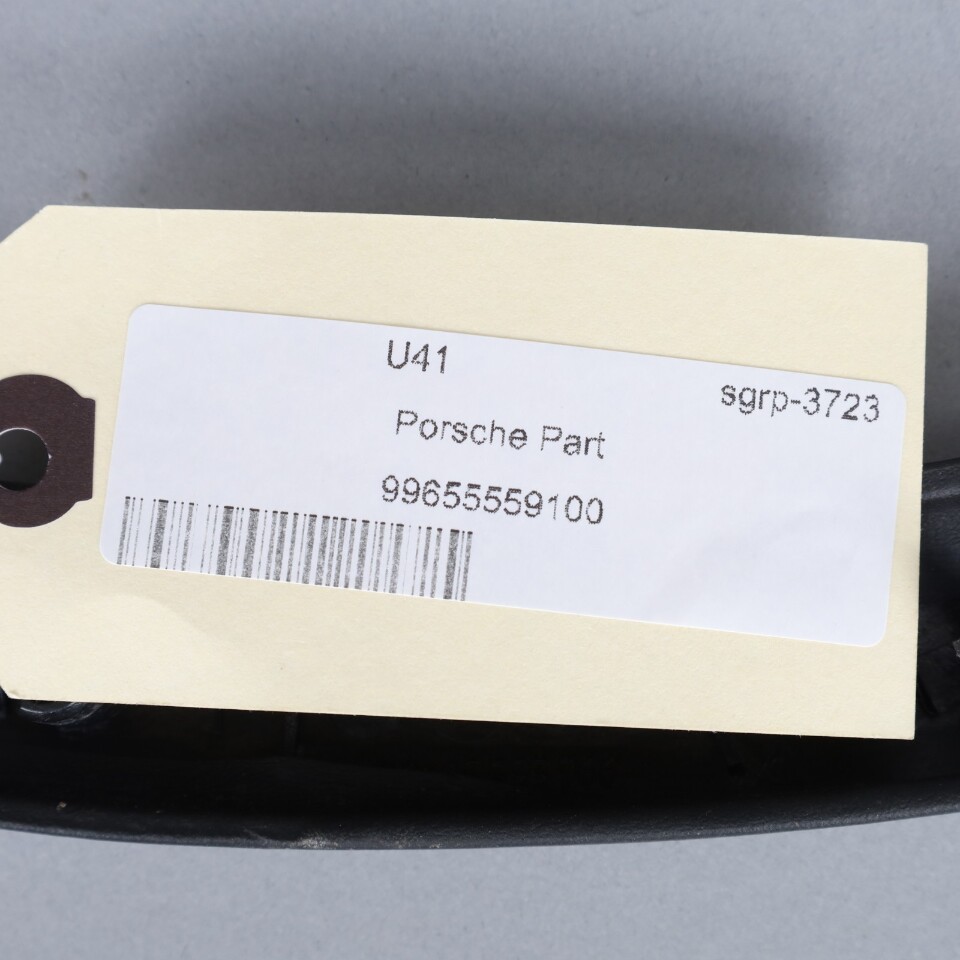 U41
sgrp-3723
Porsche Part
99655559100